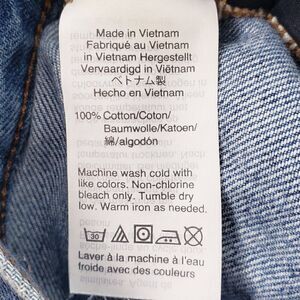 Made in Vietnam
Fabriqué au Vietnam
in Vietnam Hergestellt
Vervaardigd in Viêtnam
ベトナム製
Hecho en Vietnam
100% Cotton/Coton/
Baumwolle/Katoen/
綿/algodón
Machine wash cold with
like colors. Non-chlorine
bleach only. Tumble dry
low. Warm iron as needed.
30
Laver à la machine à l'eau
froide avec des couleurs